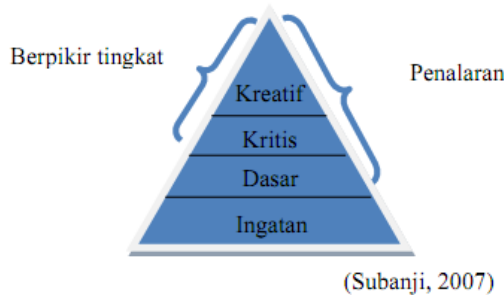 Berpikir tingkat
Penalaran
Kreatif
Kritis
Dasar
Ingatan
(Subanji, 2007)